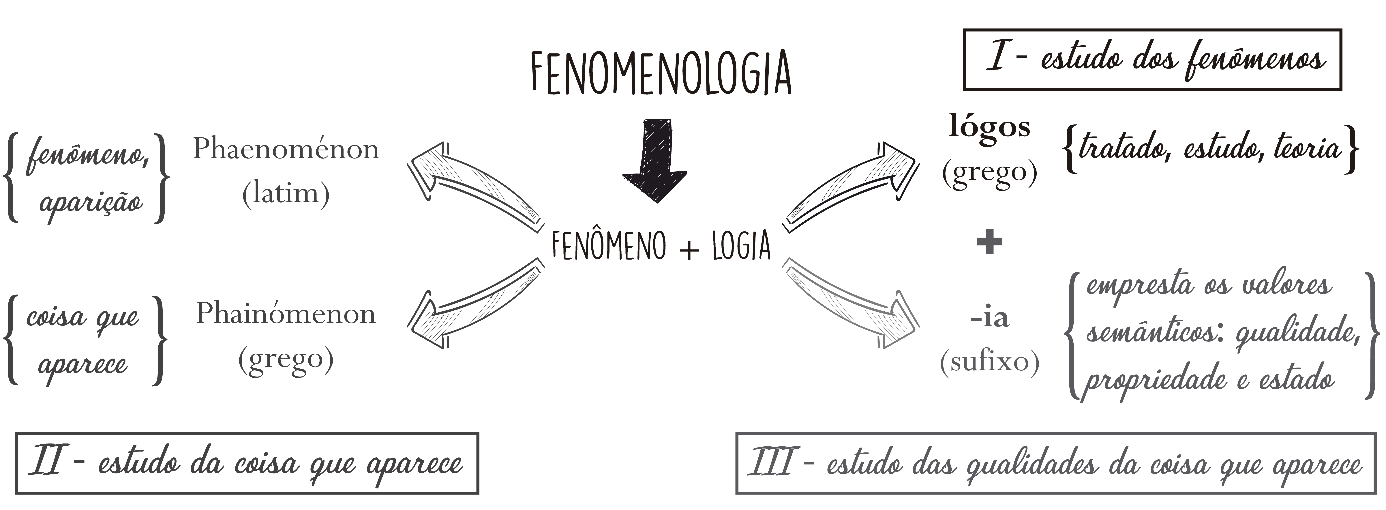 FENOMENOLOGIA
I - estudo dos fenômenos
{fenômeno,
aparição}
Phaenoménon
(latim)
lógos
(grego)
{tratado, estudo, teoria}
FENÔMENO + LOGIA
+
{coisa que
aparece}
Phainómenon
(grego)
-ia
(sufixo)
{empresta os valores
semânticos: qualidade,
propriedade e estado}
II - estudo da coisa que aparece
III - estudo das qualidades da coisa que aparece